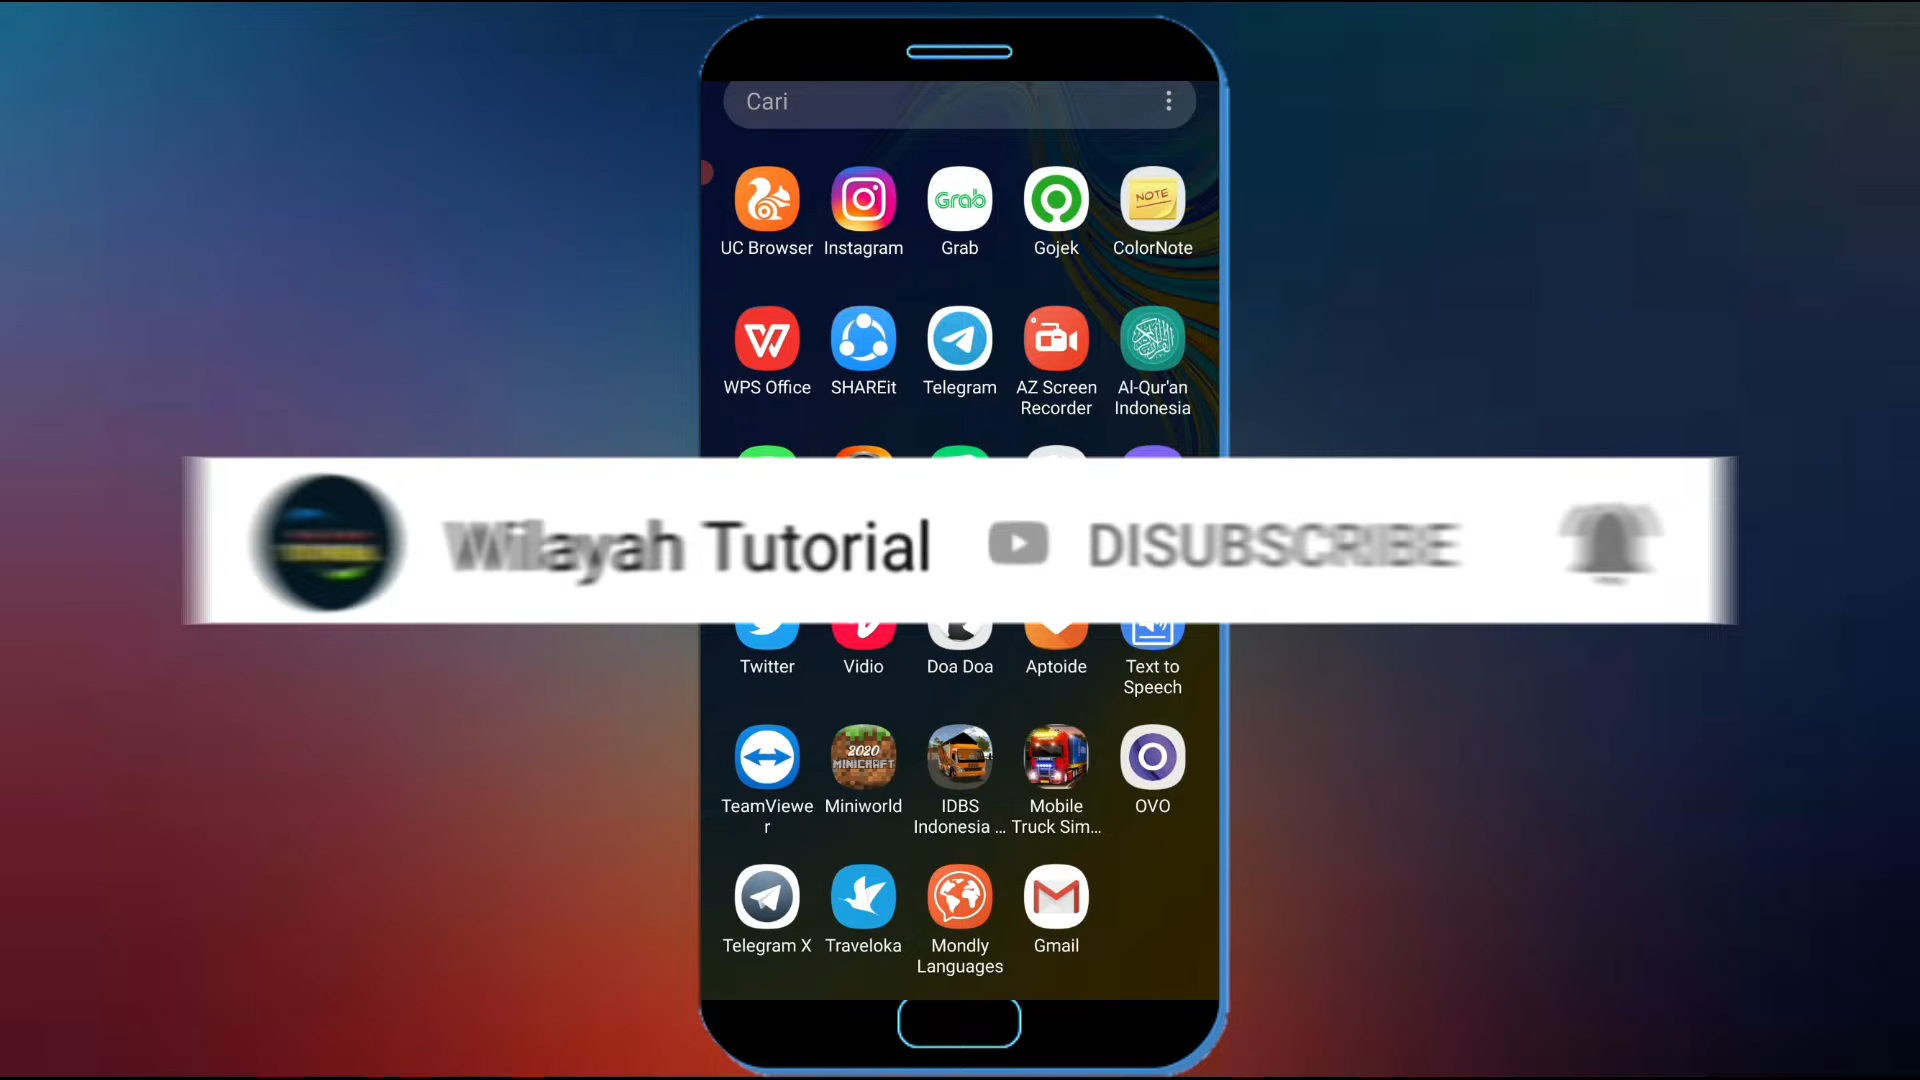 Cari
UC Browser Instagram Grab Gojek ColorNote
Grab
NOTE
WPS Office SHAREit Telegram AZ Screen Recorder Al-Qur'an Indonesia
Wilayah Tutorial DISUBSCRIBE
Twitter Vidio Doa Doa Aptoide Text to Speech
2020
MINICRAFT
TeamViewer Miniworld IDBS Indonesia ... Mobile Truck Sim... OVO
Telegram X Traveloka Mondly Languages Gmail